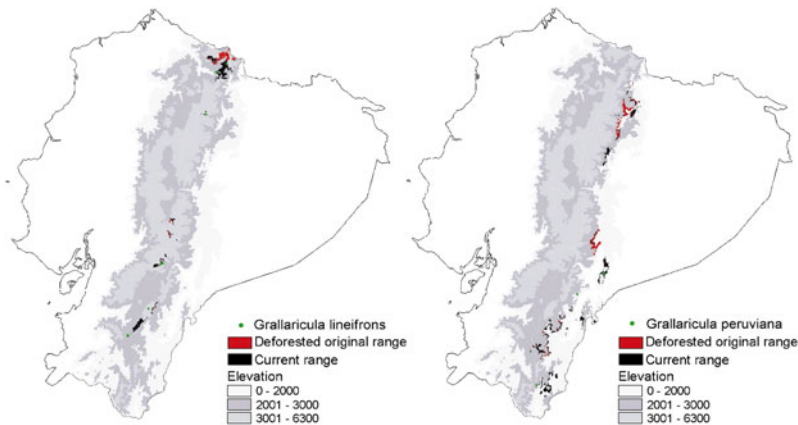 Grallaricula lineifrons
Deforested original range
Current range
Elevation
0 - 2000
2001 - 3000
3001 - 6300
Grallaricula peruviana
Deforested original range
Current range
Elevation
0 - 2000
2001 - 3000
3001 - 6300